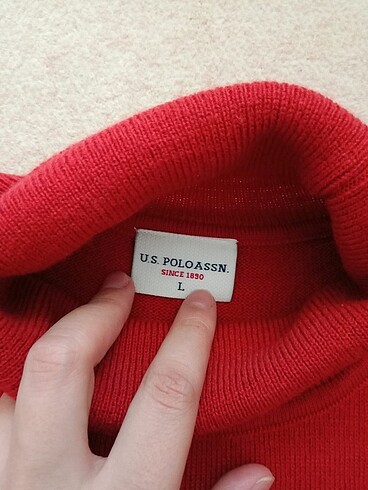 U.S. POLO ASSN.
SINCE 1890
L